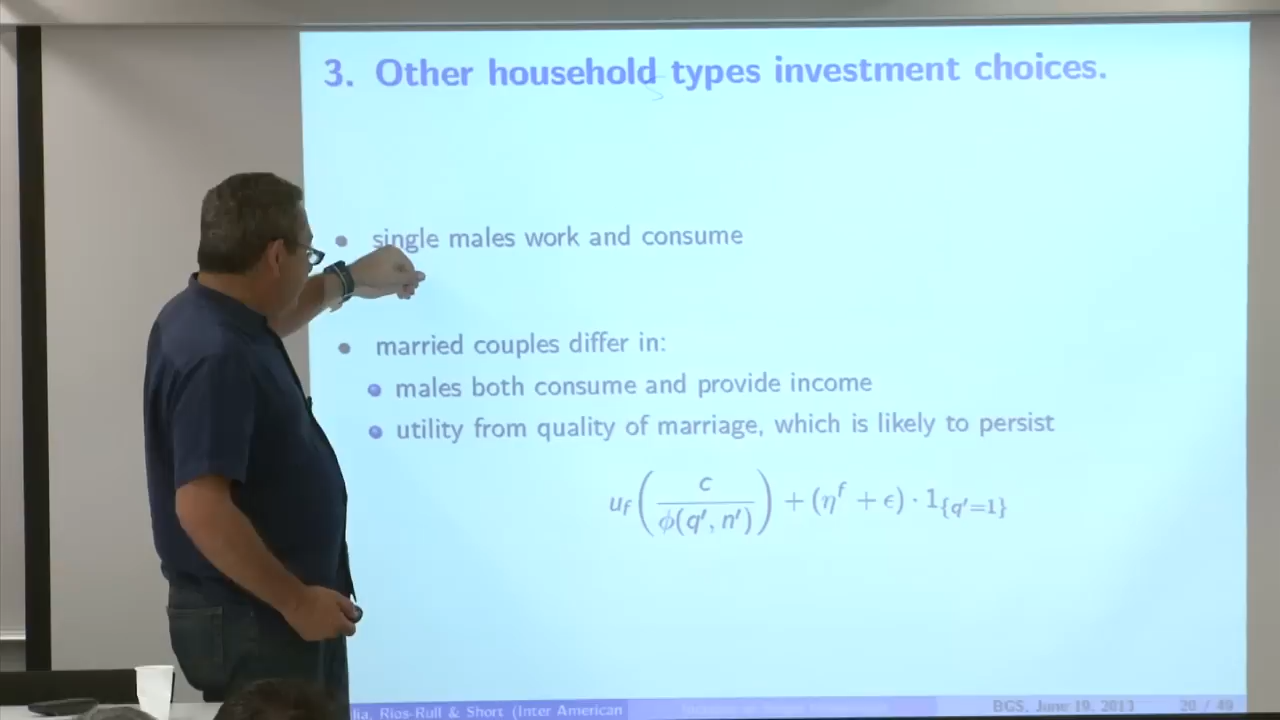 3. Other household types investment choices.
single males work and consume
married couples differ in:
males both consume and provide income
utility from quality of marriage, which is likely to persist
u_f ( c / φ(q′, n′) ) + (η^f + ϵ) · 1_{q′=1}
lia, Rios-Rull & Short (Inter American
BGS, June 19, 2013 20 / 49